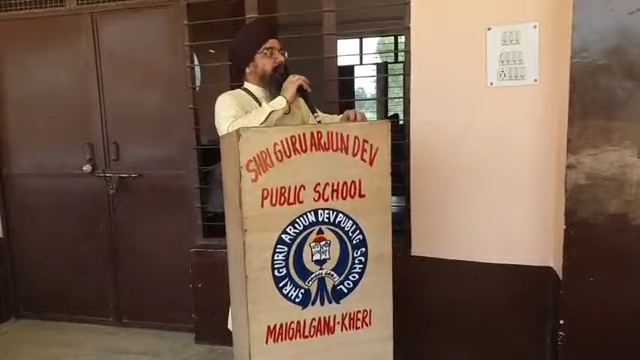 SHRI GURU ARJUN DEV
PUBLIC SCHOOL
SHRI GURU ARJUN DEV PUBLIC SCHOOL
MAIGALGANJ-KHERI